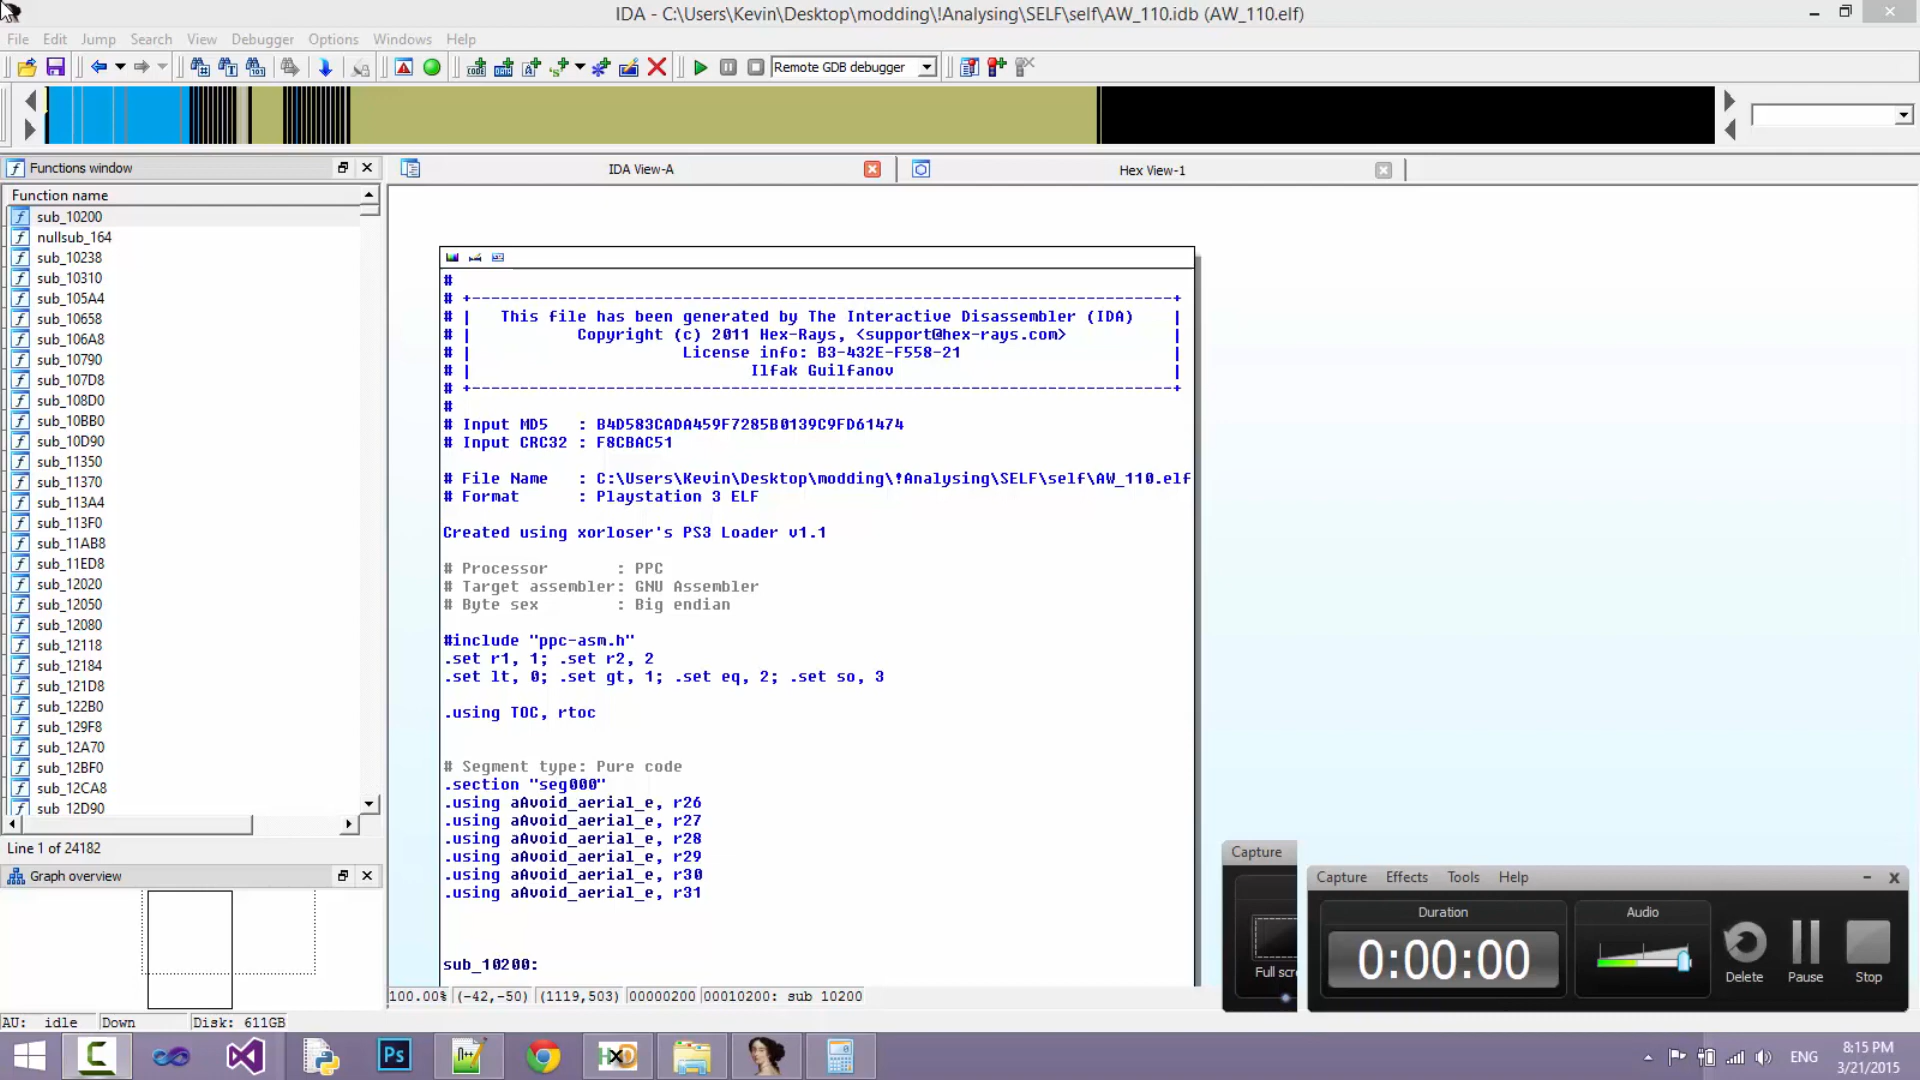 IDA - C:\Users\Kevin\Desktop\modding\!Analysing\SELF\self\AW_110.idb (AW_110.elf)
File Edit Jump Search View Debugger Options Windows Help
Remote GDB debugger
Functions window
IDA View-A
Hex View-1
Function name
sub_10200
nullsub_164
sub_10238
sub_10310
sub_105A4
sub_10658
sub_106A8
sub_10790
sub_107D8
sub_108D0
sub_10BB0
sub_10D90
sub_11350
sub_11370
sub_113A4
sub_113F0
sub_11AB8
sub_11ED8
sub_12020
sub_12050
sub_12080
sub_12118
sub_12184
sub_121D8
sub_122B0
sub_129F8
sub_12A70
sub_12BF0
sub_12CA8
sub_12D90
Line 1 of 24182
Graph overview
#
# +--------------------------------------------------------------------------+
# | This file has been generated by The Interactive Disassembler (IDA) |
# | Copyright (c) 2011 Hex-Rays, <support@hex-rays.com> |
# | License info: B3-432E-F558-21 |
# | Ilfak Guilfanov |
# +--------------------------------------------------------------------------+
#
# Input MD5 : B4D583CADA459F7285B0139C9FD61474
# Input CRC32 : F8CBAC51
# File Name : C:\Users\Kevin\Desktop\modding\!Analysing\SELF\self\AW_110.elf
# Format : Playstation 3 ELF
Created using xorloser's PS3 Loader v1.1
# Processor : PPC
# Target assembler: GNU Assembler
# Byte sex : Big endian
#include "ppc-asm.h"
.set r1, 1; .set r2, 2
.set lt, 0; .set gt, 1; .set eq, 2; .set so, 3
.using TOC, rtoc
# Segment type: Pure code
.section "seg000"
.using aAvoid_aerial_e, r26
.using aAvoid_aerial_e, r27
.using aAvoid_aerial_e, r28
.using aAvoid_aerial_e, r29
.using aAvoid_aerial_e, r30
.using aAvoid_aerial_e, r31
sub_10200:
100.00% (-42,-50) (1119,503) 00000200 00010200: sub 10200
AU: idle Down Disk: 611GB
Capture
Full scr
Capture Effects Tools Help
Duration
0:00:00
Audio
Delete Pause Stop
ENG
8:15 PM
3/21/2015